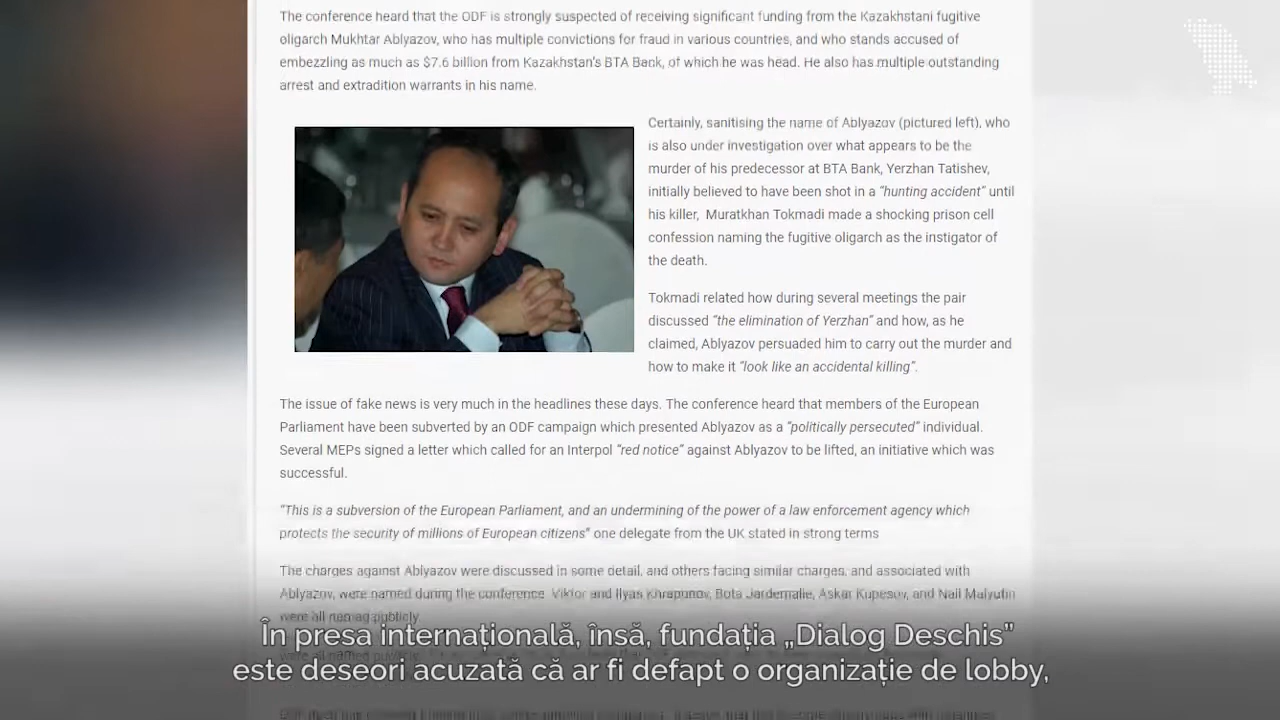 The conference heard that the ODF is strongly suspected of receiving significant funding from the Kazakhstani fugitive
oligarch Mukhtar Ablyazov, who has multiple convictions for fraud in various countries, and who stands accused of
embezzling as much as $7.6 billion from Kazakhstan's BTA Bank, of which he was head. He also has multiple outstanding
arrest and extradition warrants in his name.
Certainly, sanitising the name of Ablyazov (pictured left), who
is also under investigation over what appears to be the
murder of his predecessor at BTA Bank, Yerzhan Tatishev,
initially believed to have been shot in a “hunting accident” until
his killer, Muratkhan Tokmadi made a shocking prison cell
confession naming the fugitive oligarch as the instigator of
the death.
Tokmadi related how during several meetings the pair
discussed “the elimination of Yerzhan” and how, as he
claimed, Ablyazov persuaded him to carry out the murder and
how to make it “look like an accidental killing”.
The issue of fake news is very much in the headlines these days. The conference heard that members of the European
Parliament have been subverted by an ODF campaign which presented Ablyazov as a “politically persecuted” individual.
Several MEPs signed a letter which called for an Interpol “red notice” against Ablyazov to be lifted, an initiative which was
successful.
“This is a subversion of the European Parliament, and an undermining of the power of a law enforcement agency which
protects the security of millions of European citizens” one delegate from the UK stated in strong terms
The charges against Ablyazov were discussed in some detail, and others facing similar charges, and associated with
Ablyazov, were named during the conference. Viktor and Ilyas Khrapunov, Bota Jardemalie, Askar Kupesov, and Nail Malyutin
were all named publicly.
În presa internațională, însă, fundația „Dialog Deschis”
este deseori acuzată că ar fi defapt o organizație de lobby,